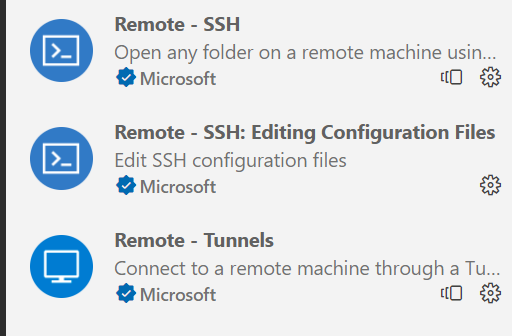 Remote - SSH
Open any folder on a remote machine usin...
Microsoft
Remote - SSH: Editing Configuration Files
Edit SSH configuration files
Microsoft
Remote - Tunnels
Connect to a remote machine through a Tu...
Microsoft